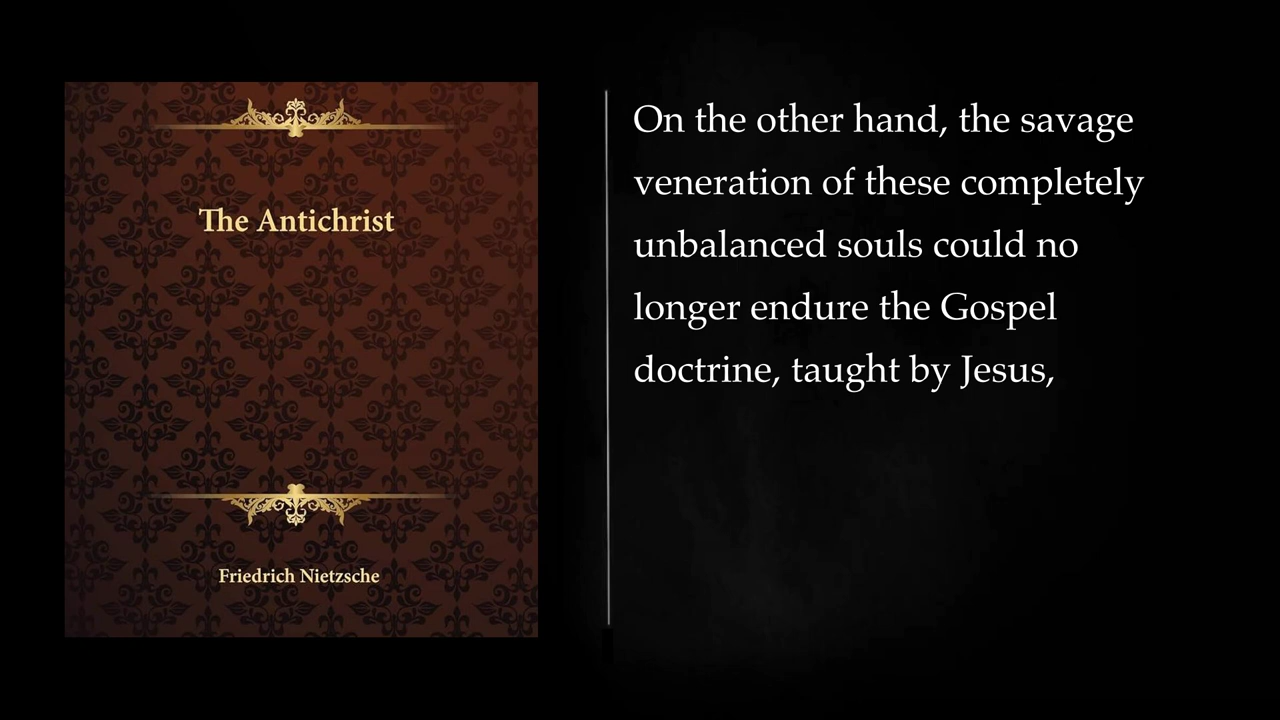 The Antichrist
Friedrich Nietzsche
On the other hand, the savage
veneration of these completely
unbalanced souls could no
longer endure the Gospel
doctrine, taught by Jesus,